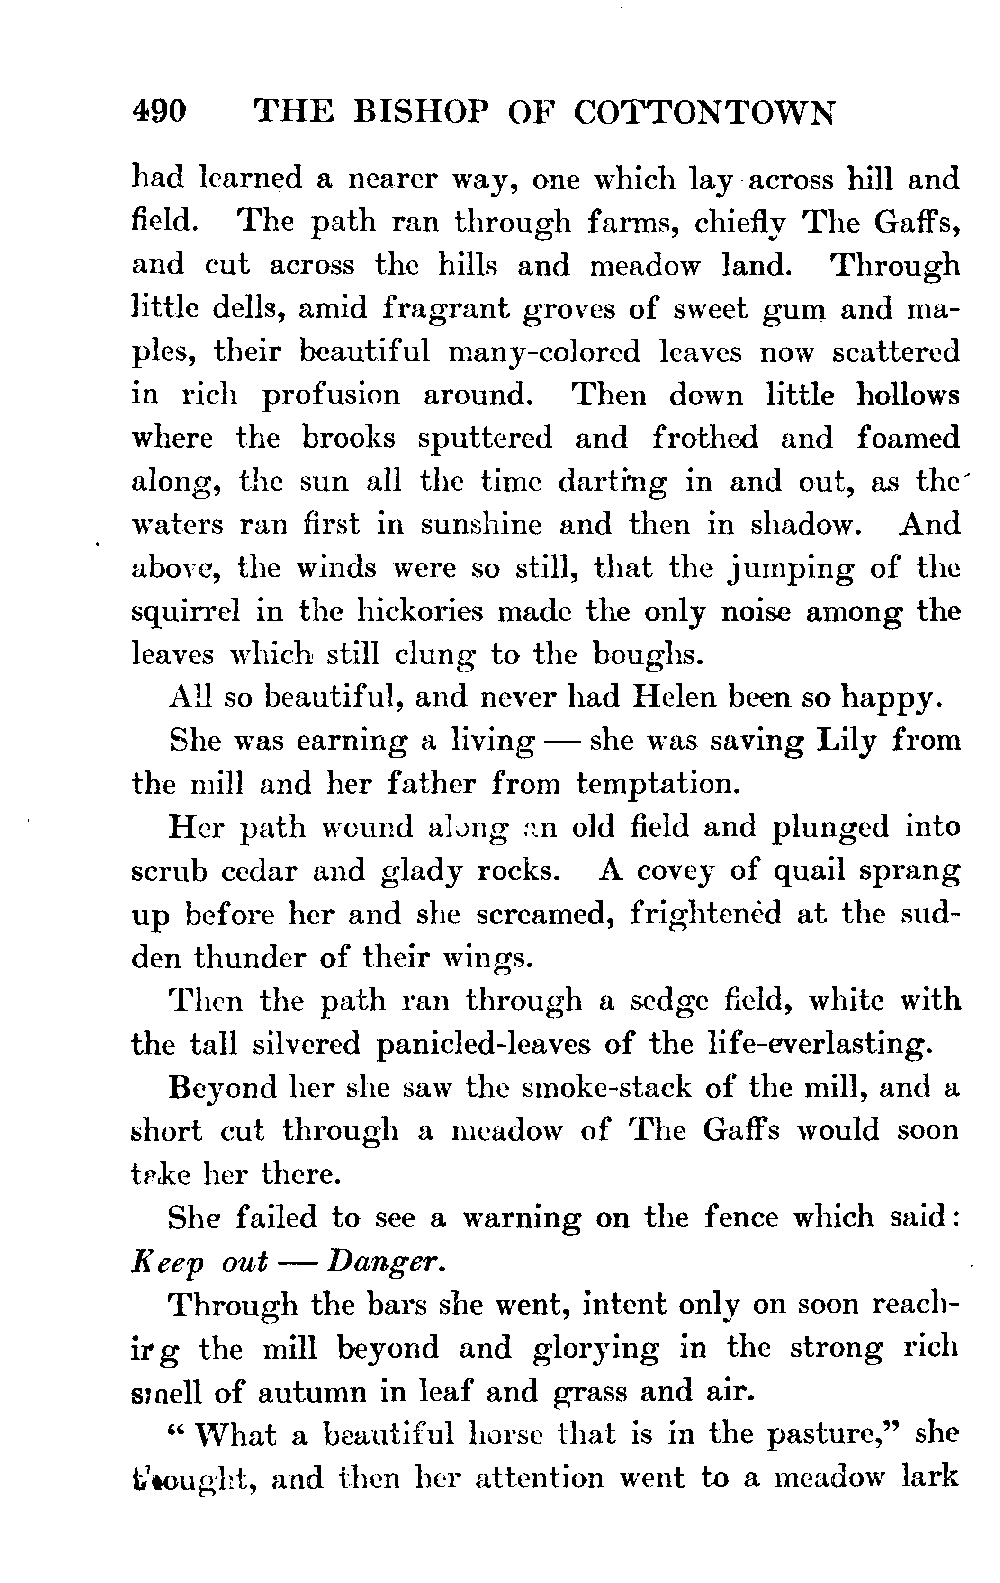 490 THE BISHOP OF COTTONTOWN
had learned a nearer way, one which lay across hill and
field. The path ran through farms, chiefly The Gaffs,
and cut across the hills and meadow land. Through
little dells, amid fragrant groves of sweet gum and ma-
ples, their beautiful many-colored leaves now scattered
in rich profusion around. Then down little hollows
where the brooks sputtered and frothed and foamed
along, the sun all the time darting in and out, as the
waters ran first in sunshine and then in shadow. And
above, the winds were so still, that the jumping of the
squirrel in the hickories made the only noise among the
leaves which still clung to the boughs.
All so beautiful, and never had Helen been so happy.
She was earning a living — she was saving Lily from
the mill and her father from temptation.
Her path wound along an old field and plunged into
scrub cedar and glady rocks. A covey of quail sprang
up before her and she screamed, frightened at the sud-
den thunder of their wings.
Then the path ran through a sedge field, white with
the tall silvered panicled-leaves of the life-everlasting.
Beyond her she saw the smoke-stack of the mill, and a
short cut through a meadow of The Gaffs would soon
take her there.
She failed to see a warning on the fence which said:
Keep out — Danger.
Through the bars she went, intent only on soon reach-
ing the mill beyond and glorying in the strong rich
smell of autumn in leaf and grass and air.
“What a beautiful horse that is in the pasture,” she
thought, and then her attention went to a meadow lark